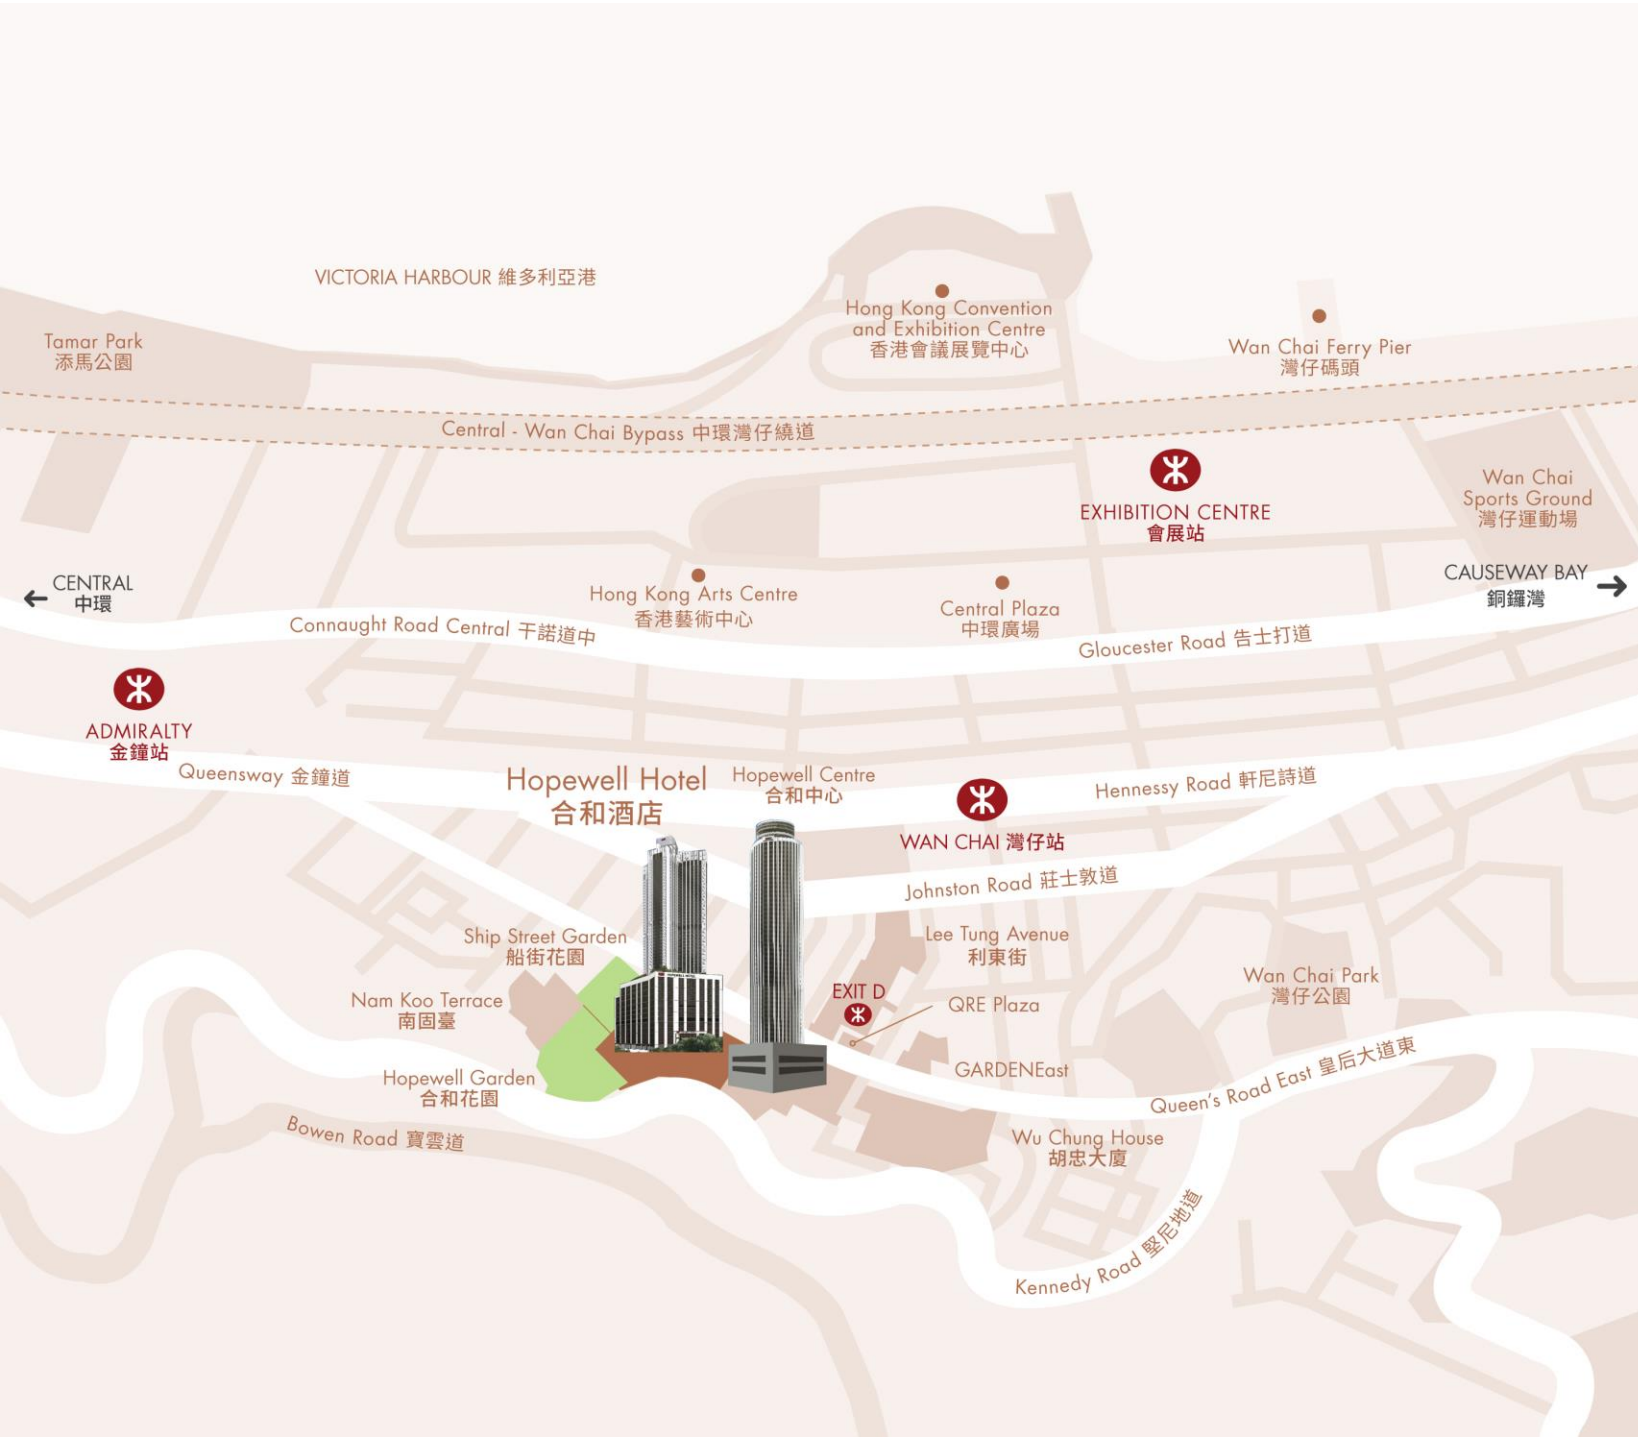 VICTORIA HARBOUR 維多利亞港
Hong Kong Convention
and Exhibition Centre
香港會議展覽中心
Tamar Park
添馬公園
Wan Chai Ferry Pier
灣仔碼頭
Central - Wan Chai Bypass 中環灣仔繞道
EXHIBITION CENTRE
會展站
Wan Chai
Sports Ground
灣仔運動場
← CENTRAL
中環
Hong Kong Arts Centre
香港藝術中心
Central Plaza
中環廣場
CAUSEWAY BAY →
銅鑼灣
Connaught Road Central 干諾道中
Gloucester Road 告士打道
ADMIRALTY
金鐘站
Queensway 金鐘道
Hopewell Hotel
合和酒店
Hopewell Centre
合和中心
Hennessy Road 軒尼詩道
WAN CHAI 灣仔站
Johnston Road 莊士敦道
Ship Street Garden
船街花園
Lee Tung Avenue
利東街
Wan Chai Park
灣仔公園
Nam Koo Terrace
南固臺
EXIT D
QRE Plaza
Hopewell Garden
合和花園
GARDENEast
Queen's Road East 皇后大道東
Bowen Road 寶雲道
Wu Chung House
胡忠大廈
Kennedy Road 堅尼地道